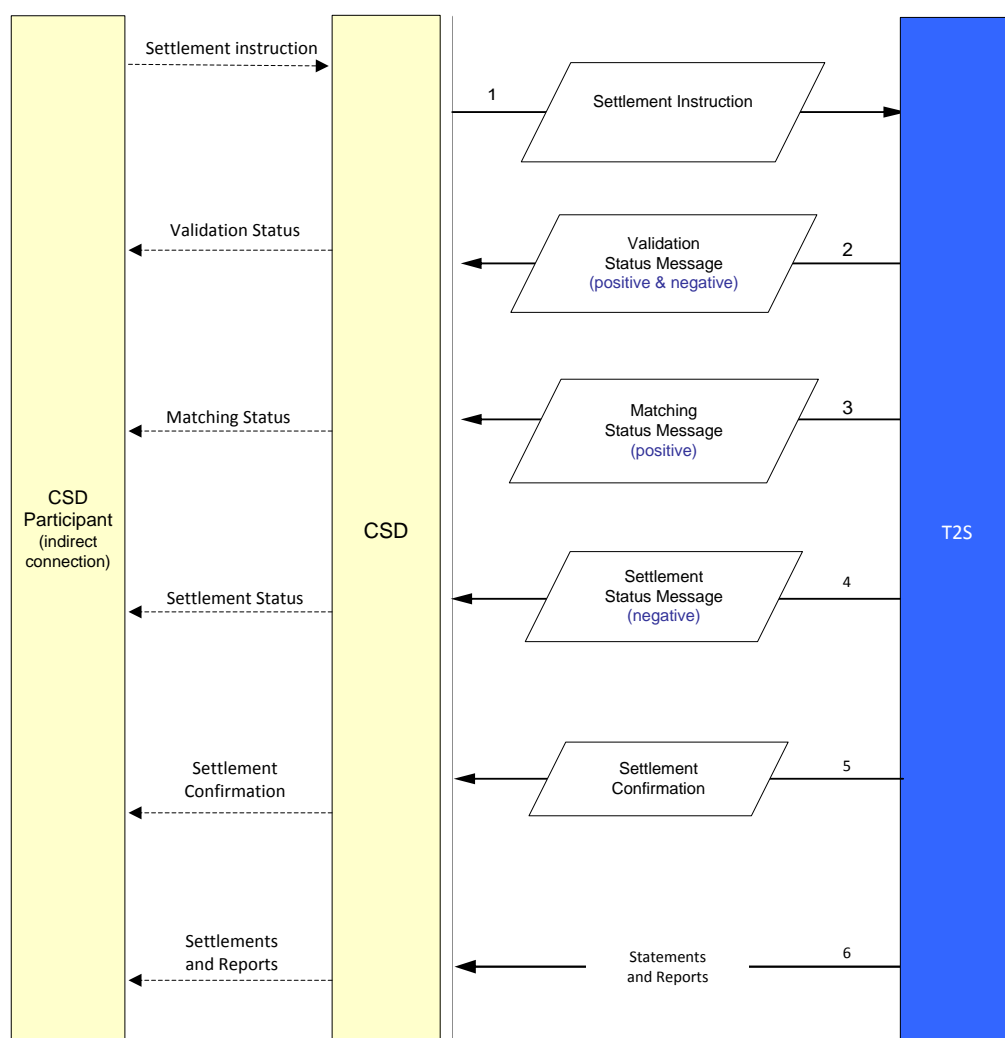 Settlement instruction
1
Settlement Instruction
Validation Status
Validation
Status Message
(positive & negative)
2
Matching Status
Matching
Status Message
(positive)
3
CSD
Participant
(indirect
connection)
CSD
T2S
Settlement Status
Settlement
Status Message
(negative)
4
Settlement
Confirmation
Settlement
Confirmation
5
Settlements
and Reports
Statements
and Reports
6